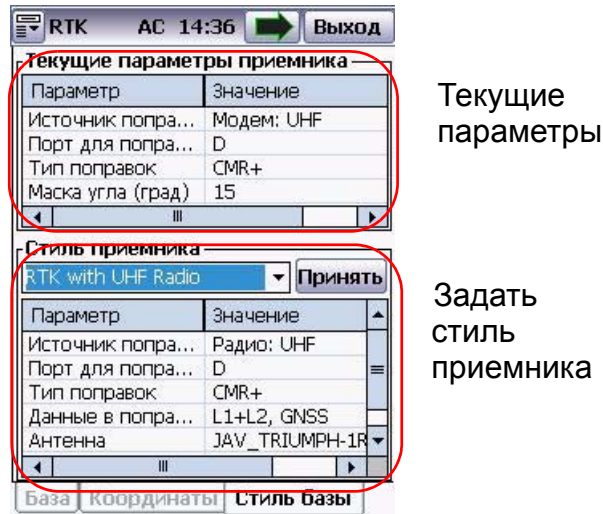 RTK AC 14:36 Выход
Текущие параметры приемника
Параметр Значение
Источник попра... Модем: UHF
Порт для попра... D
Тип поправок CMR+
Маска угла (град) 15
Текущие
параметры
Стиль приемника
RTK with UHF Radio Принять
Параметр Значение
Источник попра... Радио: UHF
Порт для попра... D
Тип поправок CMR+
Данные в попра... L1+L2, GNSS
Антенна JAV_TRIUMPH-1R
Задать
стиль
приемника
База Координаты Стиль базы